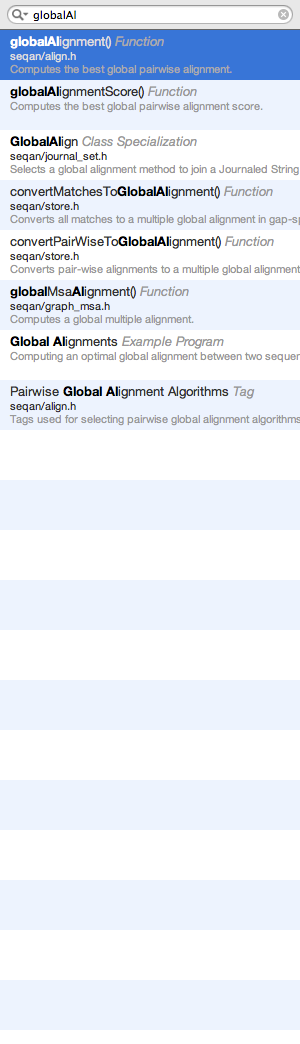 globalAl
globalAlignment() Function
seqan/align.h
Computes the best global pairwise alignment.
globalAlignmentScore() Function
Computes the best global pairwise alignment score.
GlobalAlign Class Specialization
seqan/journal_set.h
Selects a global alignment method to join a Journaled String
convertMatchesToGlobalAlignment() Function
seqan/store.h
Converts all matches to a multiple global alignment in gap-sp
convertPairWiseToGlobalAlignment() Function
seqan/store.h
Converts pair-wise alignments to a multiple global alignment
globalMsaAlignment() Function
seqan/graph_msa.h
Computes a global multiple alignment.
Global Alignments Example Program
Computing an optimal global alignment between two sequen
Pairwise Global Alignment Algorithms Tag
seqan/align.h
Tags used for selecting pairwise global alignment algorithms